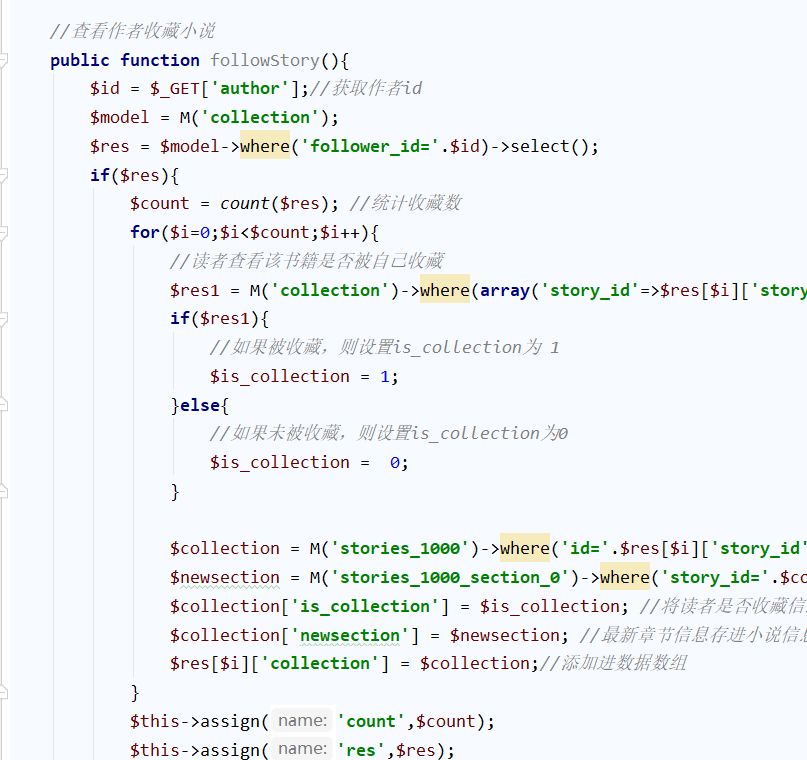 //查看作者收藏小说
public function followStory(){
$id = $_GET['author'];//获取作者id
$model = M('collection');
$res = $model->where('follower_id='.$id)->select();
if($res){
$count = count($res); //统计收藏数
for($i=0;$i<$count;$i++){
//读者查看该书籍是否被自己收藏
$res1 = M('collection')->where(array('story_id'=>$res[$i]['story
if($res1){
//如果被收藏，则设置is_collection为 1
$is_collection = 1;
}else{
//如果未被收藏，则设置is_collection为0
$is_collection =  0;
}
$collection = M('stories_1000')->where('id='.$res[$i]['story_id'
$newsection = M('stories_1000_section_0')->where('story_id='.$co
$collection['is_collection'] = $is_collection; //将读者是否收藏信
$collection['newsection'] = $newsection; //最新章节信息存进小说信息
$res[$i]['collection'] = $collection;//添加进数据数组
}
$this->assign( name: 'count',$count);
$this->assign( name: 'res',$res);